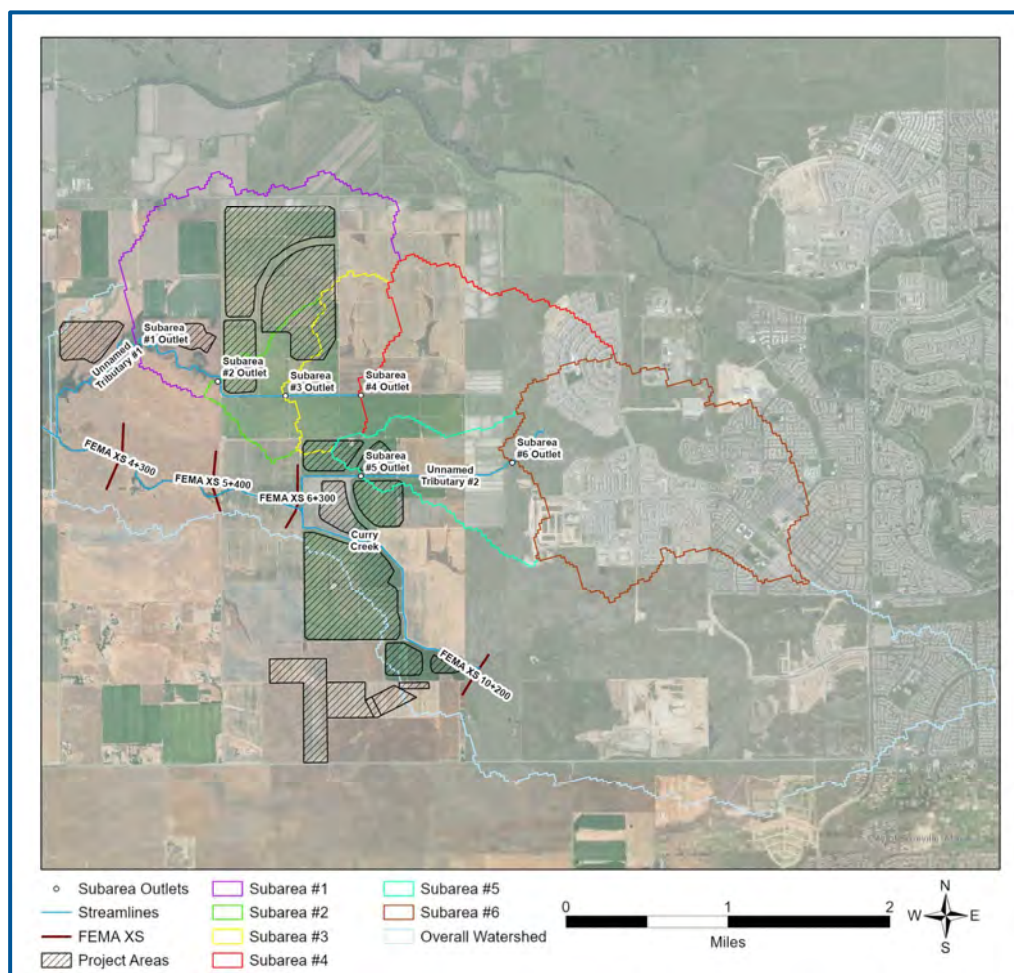 Subarea
#1 Outlet
Unnamed
Tributary #1
Subarea
#2 Outlet
Subarea
#3 Outlet
Subarea
#4 Outlet
Subarea
#5 Outlet
Unnamed
Tributary #2
Subarea
#6 Outlet
FEMA XS 4+300
FEMA XS 5+400
FEMA XS 6+300
Curry
Creek
FEMA XS 10+200
Subarea Outlets
Streamlines
FEMA XS
Project Areas
Subarea #1
Subarea #2
Subarea #3
Subarea #4
Subarea #5
Subarea #6
Overall Watershed
0 1 2
Miles
N
W E
S